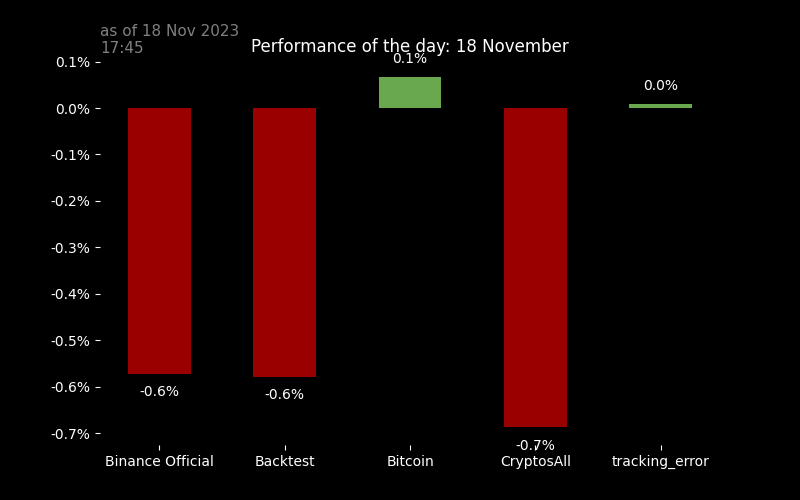 as of 18 Nov 2023
17:45
Performance of the day: 18 November
0.1%
0.1%
0.0%
0.0%
-0.1%
-0.2%
-0.3%
-0.4%
-0.5%
-0.6%
-0.6%
-0.6%
-0.7%
-0.7%
Binance Official
Backtest
Bitcoin
CryptosAll
tracking_error